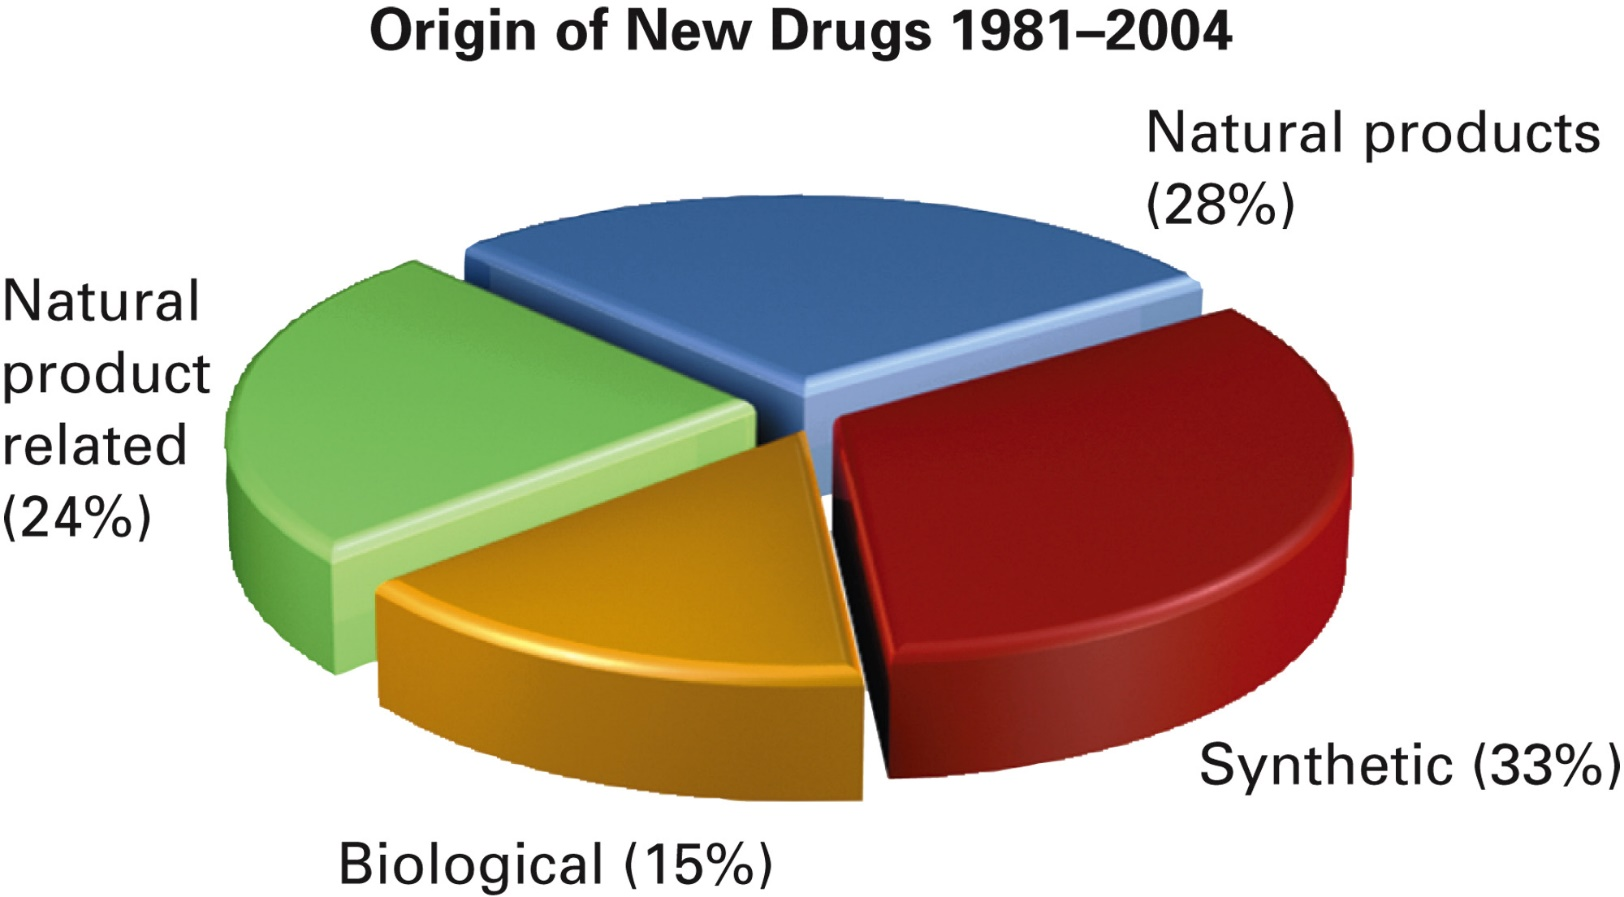 Origin of New Drugs 1981–2004
Natural products
(28%)
Natural
product
related
(24%)
Synthetic (33%)
Biological (15%)